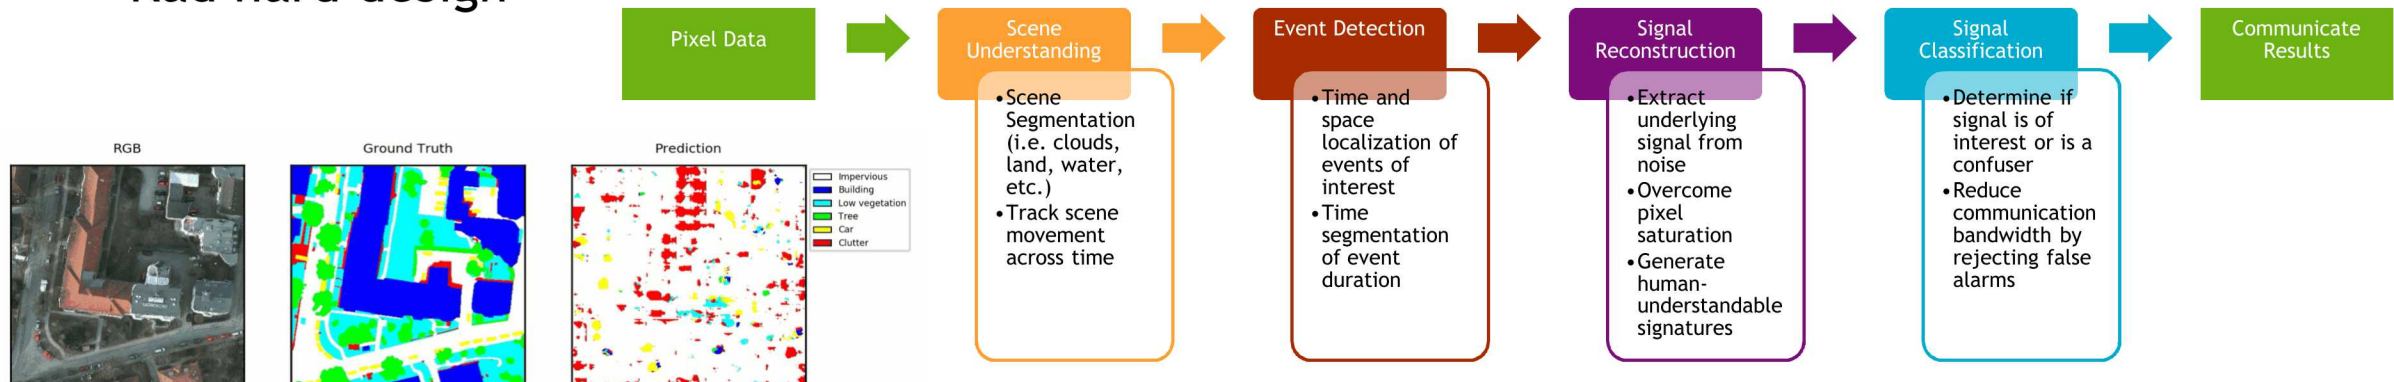 Rad-hard design
Pixel Data
Scene
Understanding
•Scene
Segmentation
(i.e. clouds,
land, water,
etc.)
•Track scene
movement
across time
Event Detection
•Time and
space
localization of
events of
interest
•Time
segmentation
of event
duration
Signal
Reconstruction
•Extract
underlying
signal from
noise
•Overcome
pixel
saturation
•Generate
human-
understandable
signatures
Signal
Classification
•Determine if
signal is of
interest or is a
confuser
•Reduce
communication
bandwidth by
rejecting false
alarms
Communicate
Results
RGB
Ground Truth
Prediction
Impervious
Building
Low vegetation
Tree
Car
Clutter